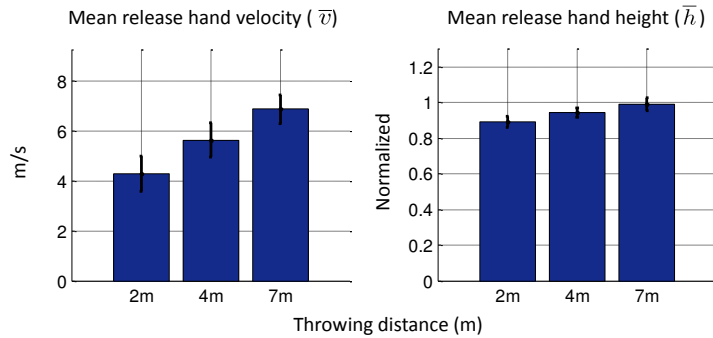 Mean release hand velocity ( v̅ )
m/s
8
6
4
2
0
2m 4m 7m
Mean release hand height ( h̅ )
Normalized
1.2
1
0.8
0.6
0.4
0.2
0
2m 4m 7m
Throwing distance (m)